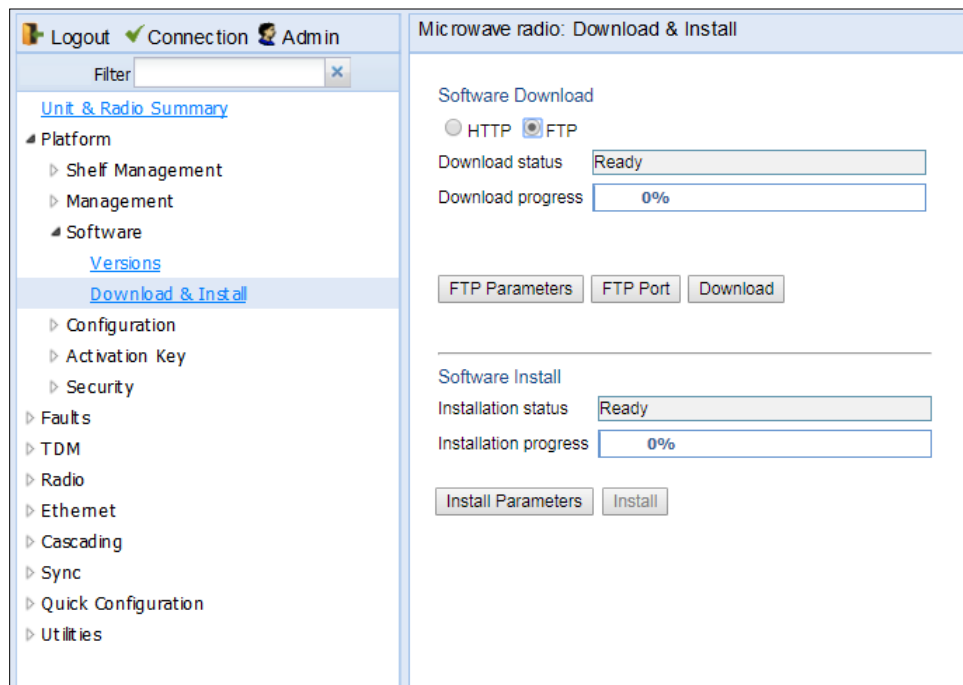 Logout Connection Admin
Filter
Unit & Radio Summary
Platform
Shelf Management
Management
Software
Versions
Download & Install
Configuration
Activation Key
Security
Faults
TDM
Radio
Ethernet
Cascading
Sync
Quick Configuration
Utilities
Microwave radio: Download & Install
Software Download
HTTP FTP
Download status Ready
Download progress 0%
FTP Parameters FTP Port Download
Software Install
Installation status Ready
Installation progress 0%
Install Parameters Install